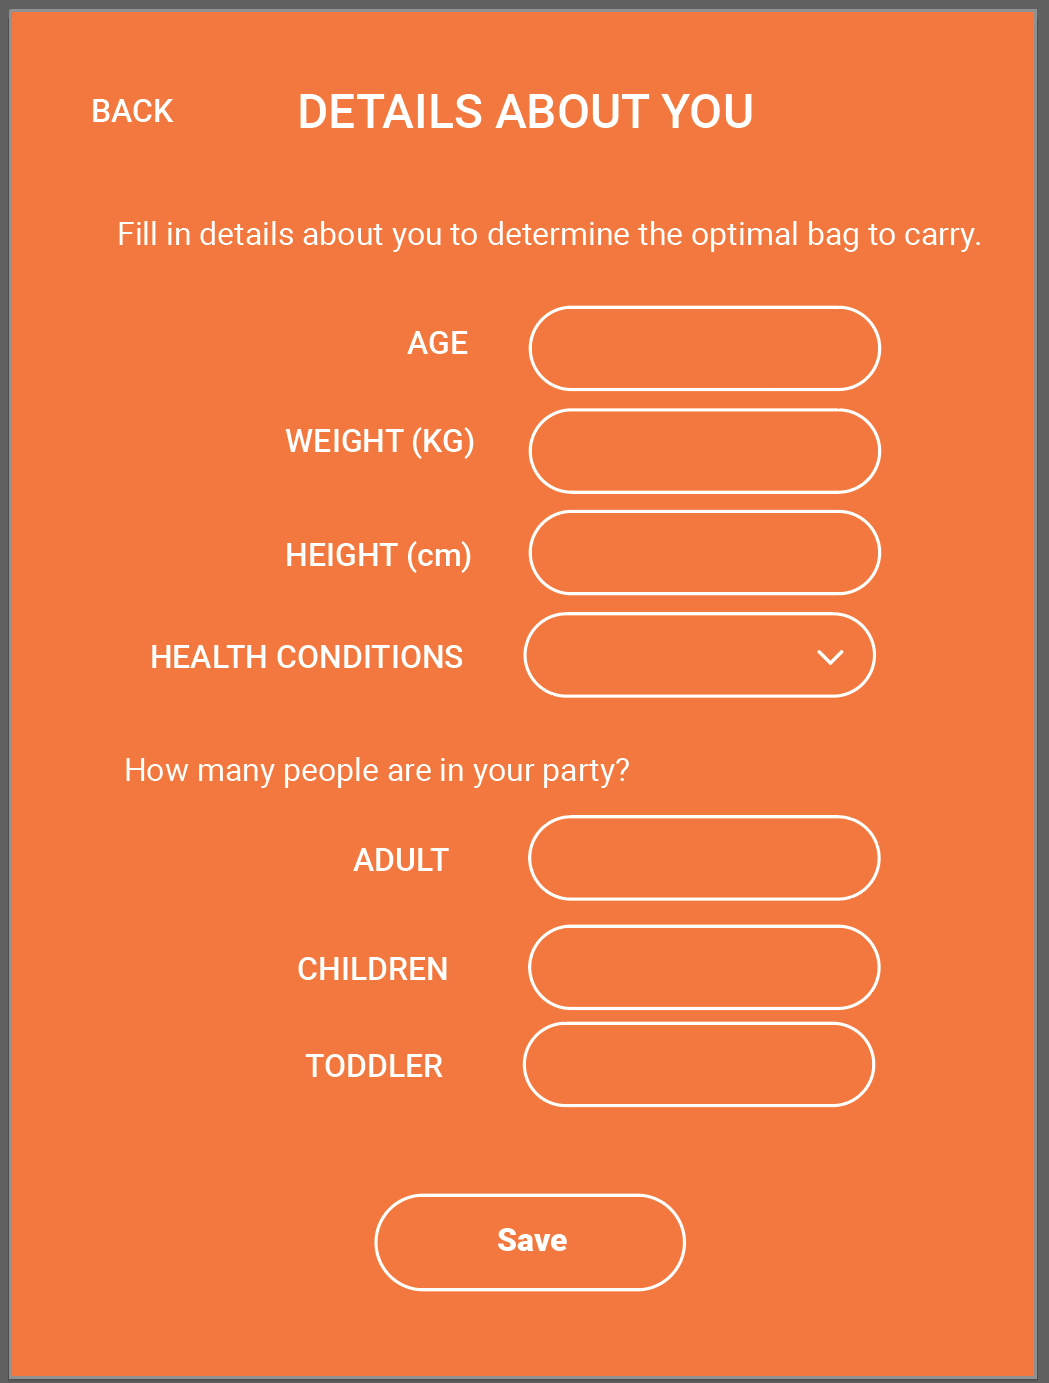 BACK
DETAILS ABOUT YOU
Fill in details about you to determine the optimal bag to carry.
AGE
WEIGHT (KG)
HEIGHT (cm)
HEALTH CONDITIONS
How many people are in your party?
ADULT
CHILDREN
TODDLER
Save